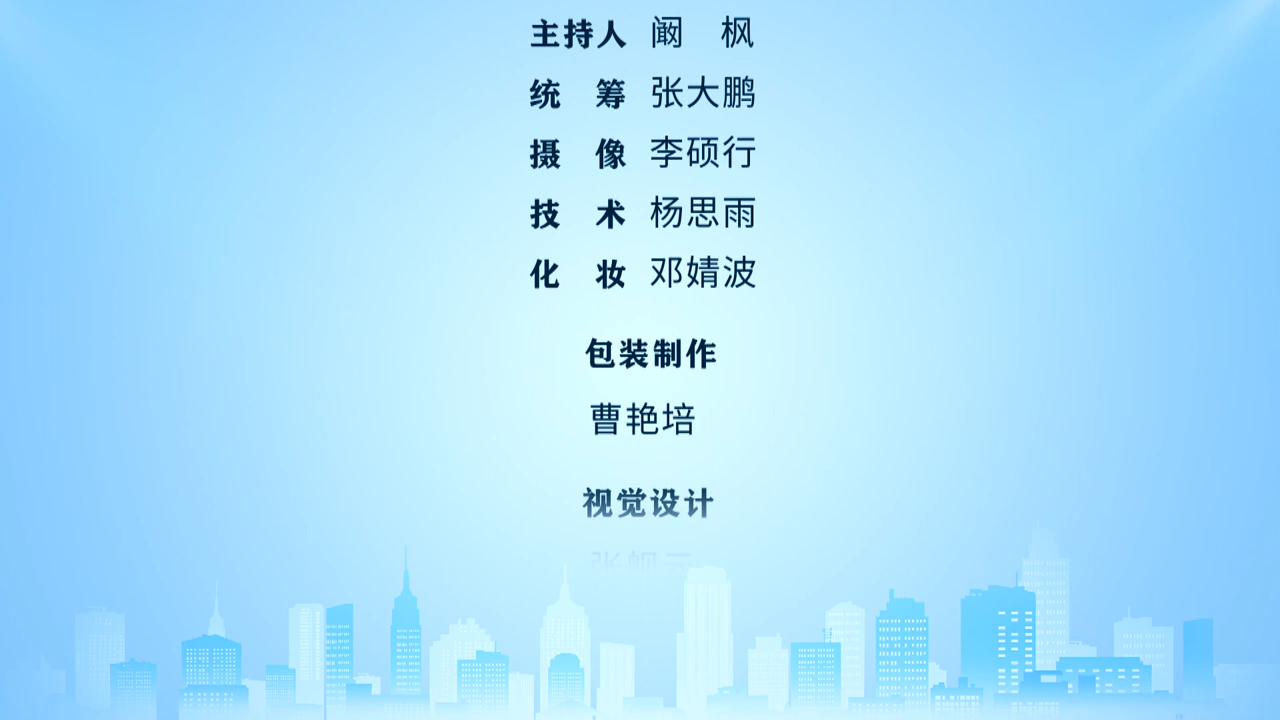 主持人 阚 枫
统 筹 张大鹏
摄 像 李硕行
技 术 杨思雨
化 妆 邓婧波
包装制作
曹艳培
视觉设计